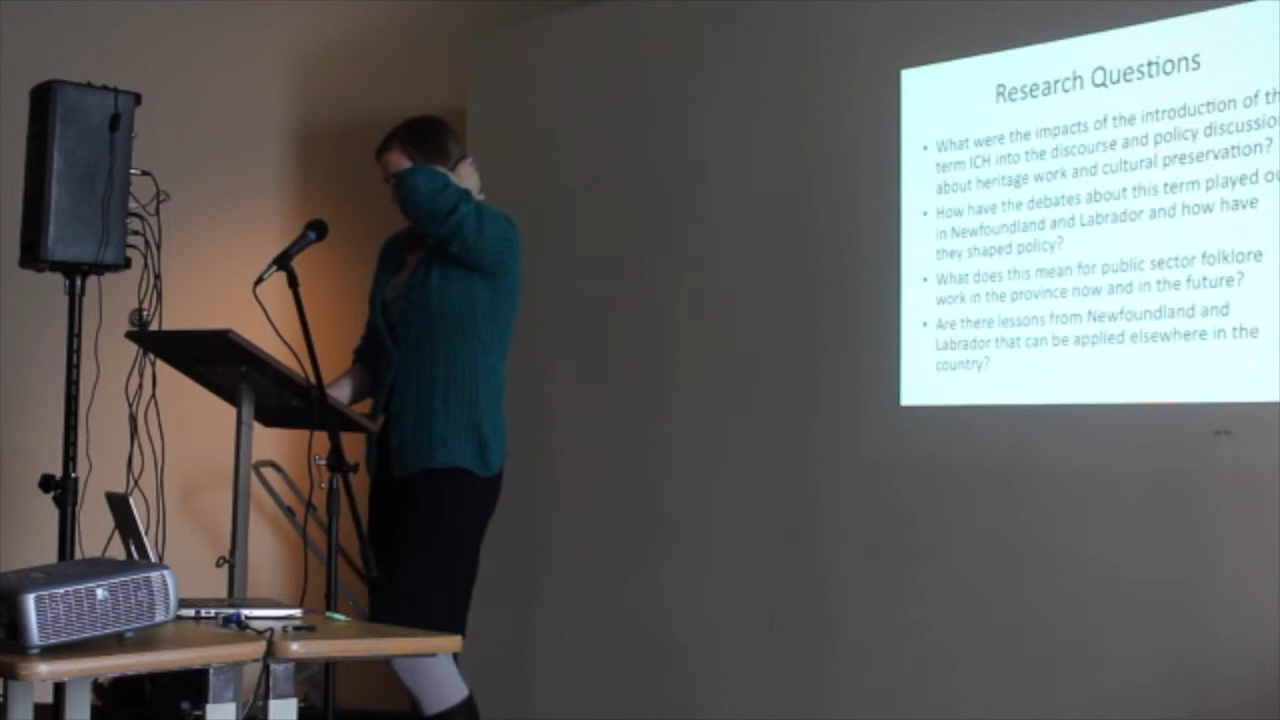 Research Questions
• What were the impacts of the introduction of th
term ICH into the discourse and policy discussio
about heritage work and cultural preservation?
• How have the debates about this term played ou
in Newfoundland and Labrador and how have
they shaped policy?
• What does this mean for public sector folklore
work in the province now and in the future?
• Are there lessons from Newfoundland and
Labrador that can be applied elsewhere in the
country?